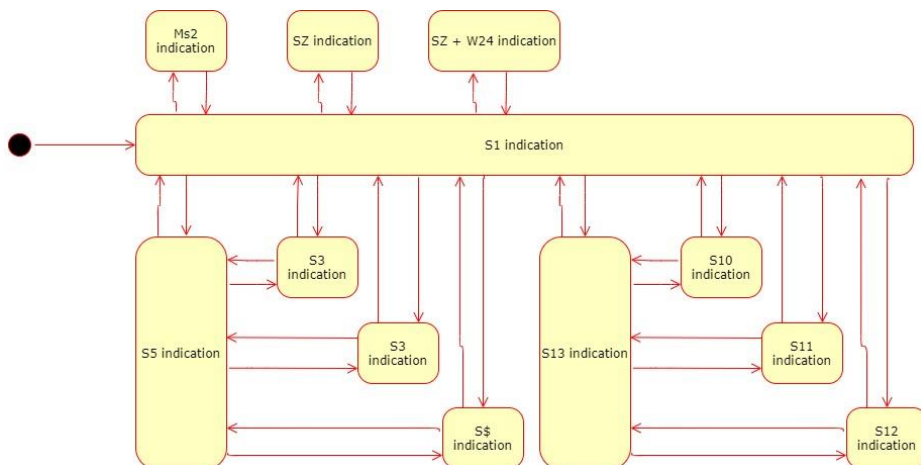 Ms2
indication
SZ indication
SZ + W24 indication
S1 indication
S3
indication
S10
indication
S5 indication
S3
indication
S13 indication
S11
indication
S$
indication
S12
indication